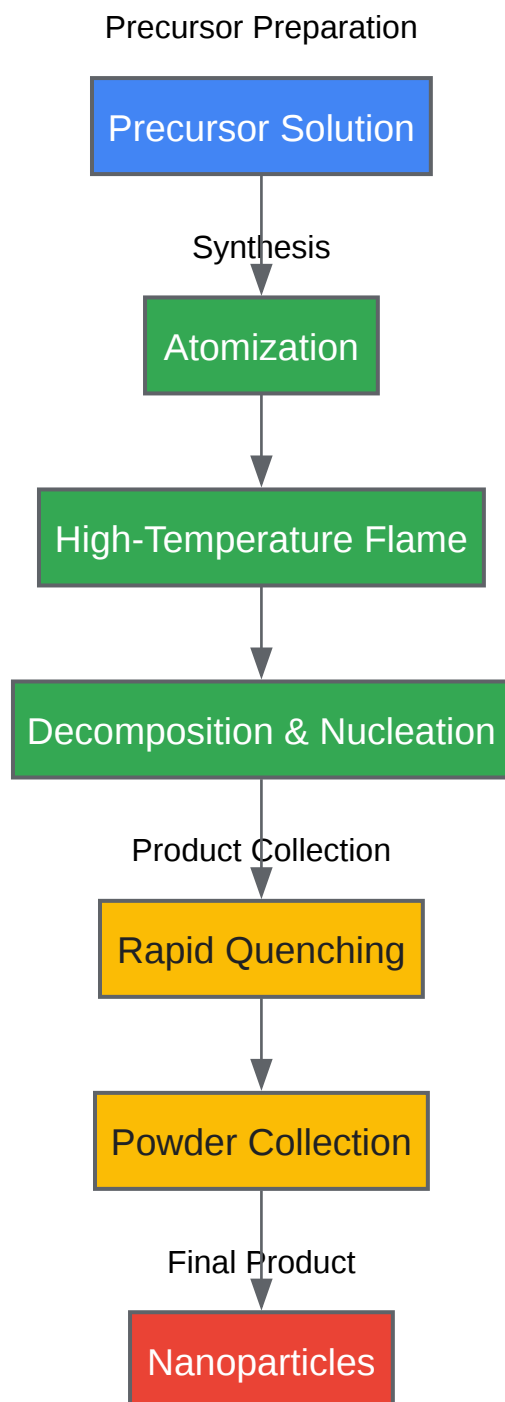 Precursor Preparation
Precursor Solution
Synthesis
Atomization
High-Temperature Flame
Decomposition & Nucleation
Product Collection
Rapid Quenching
Powder Collection
Final Product
Nanoparticles